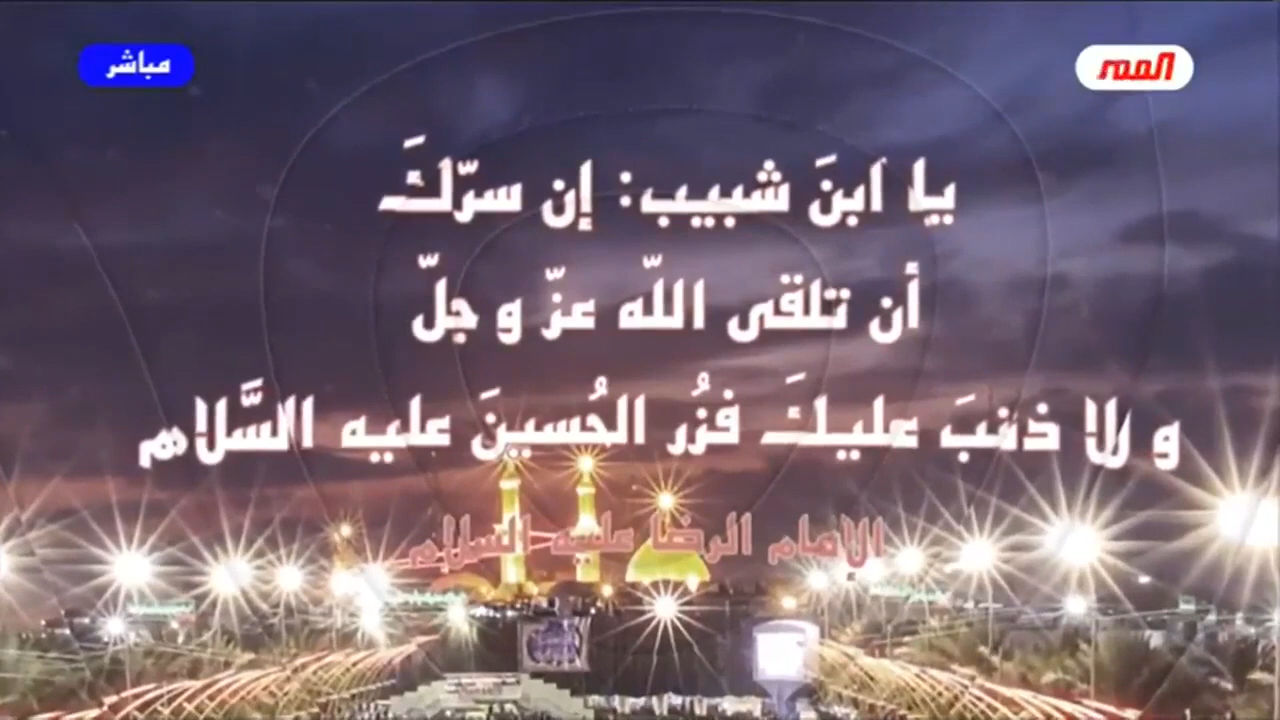 مباشر
يا ابنَ شبيب: إن سرّكَ
أن تلقى اللّه عزّ و جلّ
و لا ذنبَ عليكَ فزُر الحُسينَ عليه السَّلام
الإمام الرضا عليه السلام